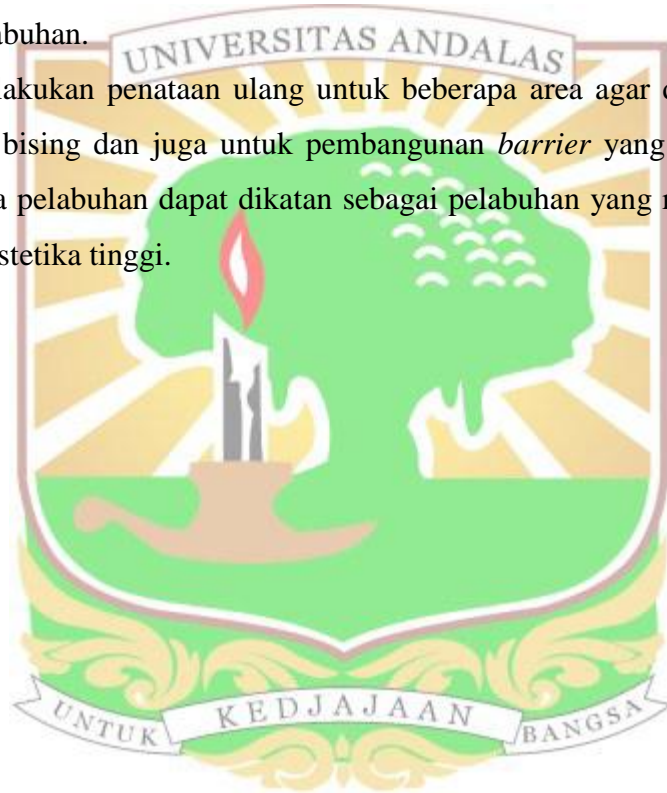 abuhan.
UNIVERSITAS ANDALAS
lakukan penataan ulang untuk beberapa area agar
bising dan juga untuk pembangunan barrier yang
a pelabuhan dapat dikatan sebagai pelabuhan yang
stetika tinggi.
UNTUK KEDJAJAAN BANGSA